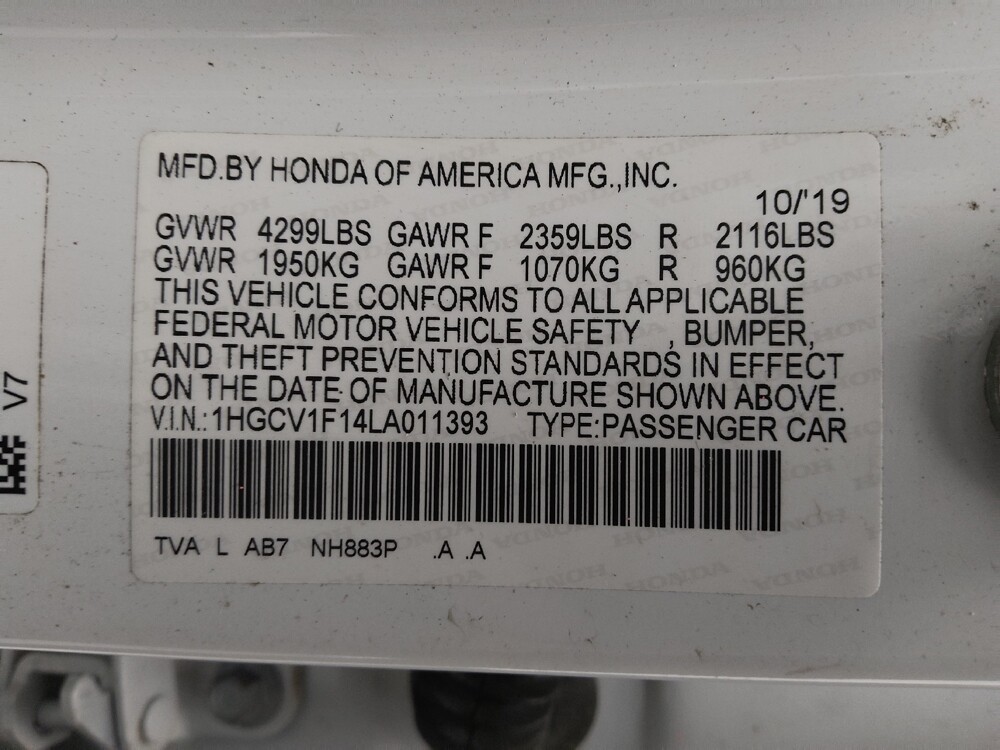 MFD.BY HONDA OF AMERICA MFG.,INC.
10/'19
GVWR 4299LBS GAWR F 2359LBS R 2116LBS
GVWR 1950KG GAWR F 1070KG R 960KG
THIS VEHICLE CONFORMS TO ALL APPLICABLE
FEDERAL MOTOR VEHICLE SAFETY , BUMPER,
AND THEFT PREVENTION STANDARDS IN EFFECT
ON THE DATE OF MANUFACTURE SHOWN ABOVE.
V.I.N.:1HGCV1F14LA011393 TYPE:PASSENGER CAR
TVA L AB7 NH883P .A .A
V7